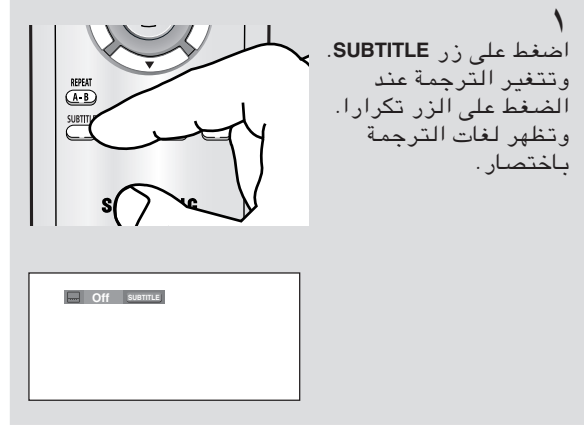 ١
اضغط على زر SUBTITLE.
وتتغير الترجمة عند
الضغط على الزر تكرارا.
وتظهر لغات الترجمة
باختصار.
REPEAT
A-B
Off SUBTITLE